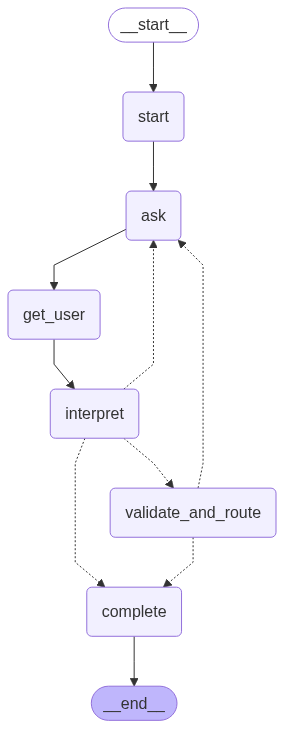 __start__
start
ask
get_user
interpret
validate_and_route
complete
__end__